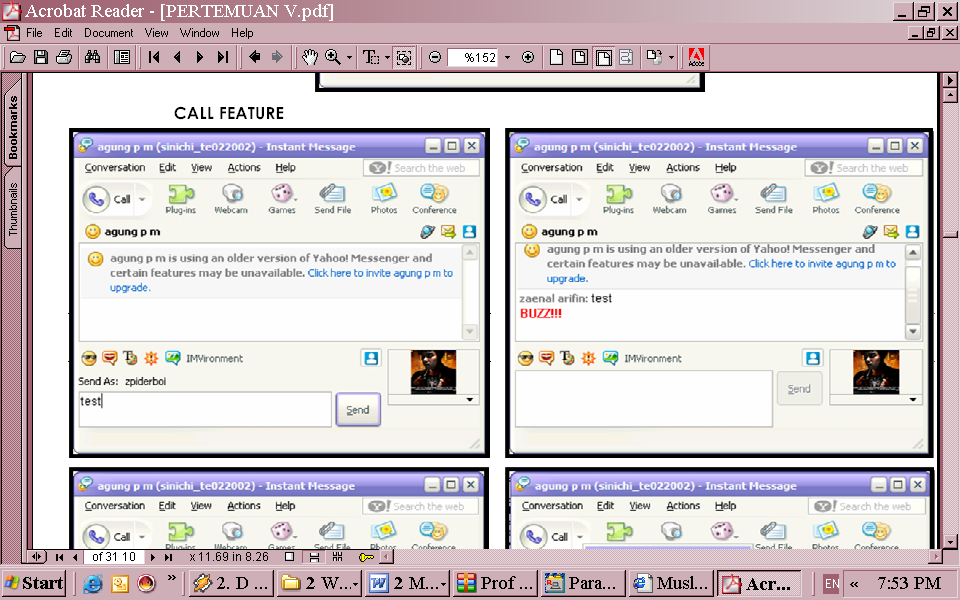 Acrobat Reader - [PERTEMUAN V.pdf]
File Edit Document View Window Help
%152
Adobe
Bookmarks
Thumbnails
CALL FEATURE
agung p m (sinichi_te022002) - Instant Message
Conversation Edit View Actions Help
Search the web
Call Plug-ins Webcam Games Send File Photos Conference
agung p m
agung p m is using an older version of Yahoo! Messenger and
certain features may be unavailable. Click here to invite agung p m to
upgrade.
IMVironment
Send As: zpiderboi
test
Send
agung p m (sinichi_te022002) - Instant Message
Conversation Edit View Actions Help
Search the web
Call Plug-ins Webcam Games Send File Photos Conference
agung p m
agung p m is using an older version of Yahoo! Messenger and
certain features may be unavailable. Click here to invite agung p m to
upgrade.
zaenal arifin: test
BUZZ!!!
IMVironment
Send
agung p m (sinichi_te022002) - Instant Message
Conversation Edit View Actions Help
Search the web
Call Plug-ins Webcam Games Send File Photos Conference
agung p m (sinichi_te022002) - Instant Message
Conversation Edit View Actions Help
Search the web
Call Plug-ins Webcam Games Send File Photos Conference
of 31 10
x 11.69 in 8.26
Start » 2. D ... 2 W... 2 M... Prof ... Para... Musl... Acr... EN « 7:53 PM